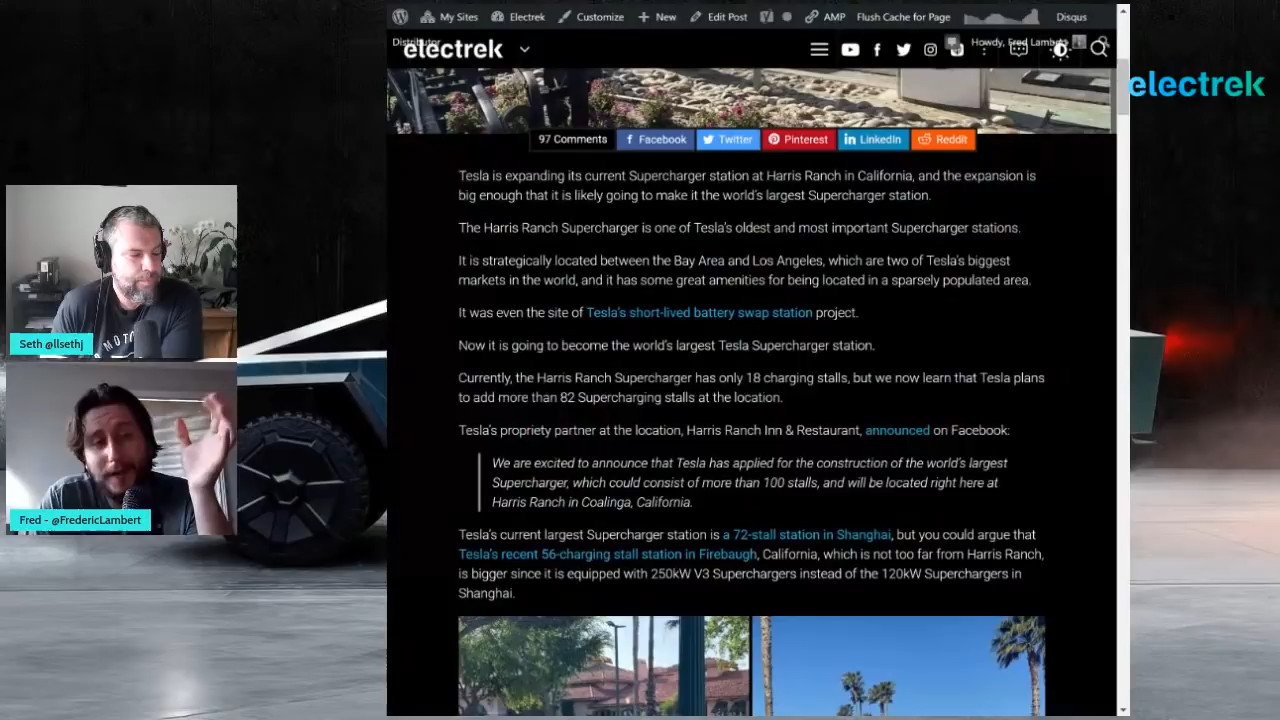 My Sites
Electrek
Customize
New
Edit Post
AMP
Flush Cache for Page
Disqus
Distributor
Howdy, Fred Lambert
electrek
electrek
97 Comments
Facebook
Twitter
Pinterest
LinkedIn
Reddit
Tesla is expanding its current Supercharger station at Harris Ranch in California, and the expansion is
big enough that it is likely going to make it the world's largest Supercharger station.
The Harris Ranch Supercharger is one of Tesla's oldest and most important Supercharger stations.
It is strategically located between the Bay Area and Los Angeles, which are two of Tesla's biggest
markets in the world, and it has some great amenities for being located in a sparsely populated area.
It was even the site of Tesla's short-lived battery swap station project.
Now it is going to become the world's largest Tesla Supercharger station.
Currently, the Harris Ranch Supercharger has only 18 charging stalls, but we now learn that Tesla plans
to add more than 82 Supercharging stalls at the location.
Tesla's propriety partner at the location, Harris Ranch Inn & Restaurant, announced on Facebook:
We are excited to announce that Tesla has applied for the construction of the world's largest
Supercharger, which could consist of more than 100 stalls, and will be located right here at
Harris Ranch in Coalinga, California.
Tesla's current largest Supercharger station is a 72-stall station in Shanghai, but you could argue that
Tesla's recent 56-charging stall station in Firebaugh, California, which is not too far from Harris Ranch,
is bigger since it is equipped with 250kW V3 Superchargers instead of the 120kW Superchargers in
Shanghai.
Seth @llsethj
Fred - @FredericLambert